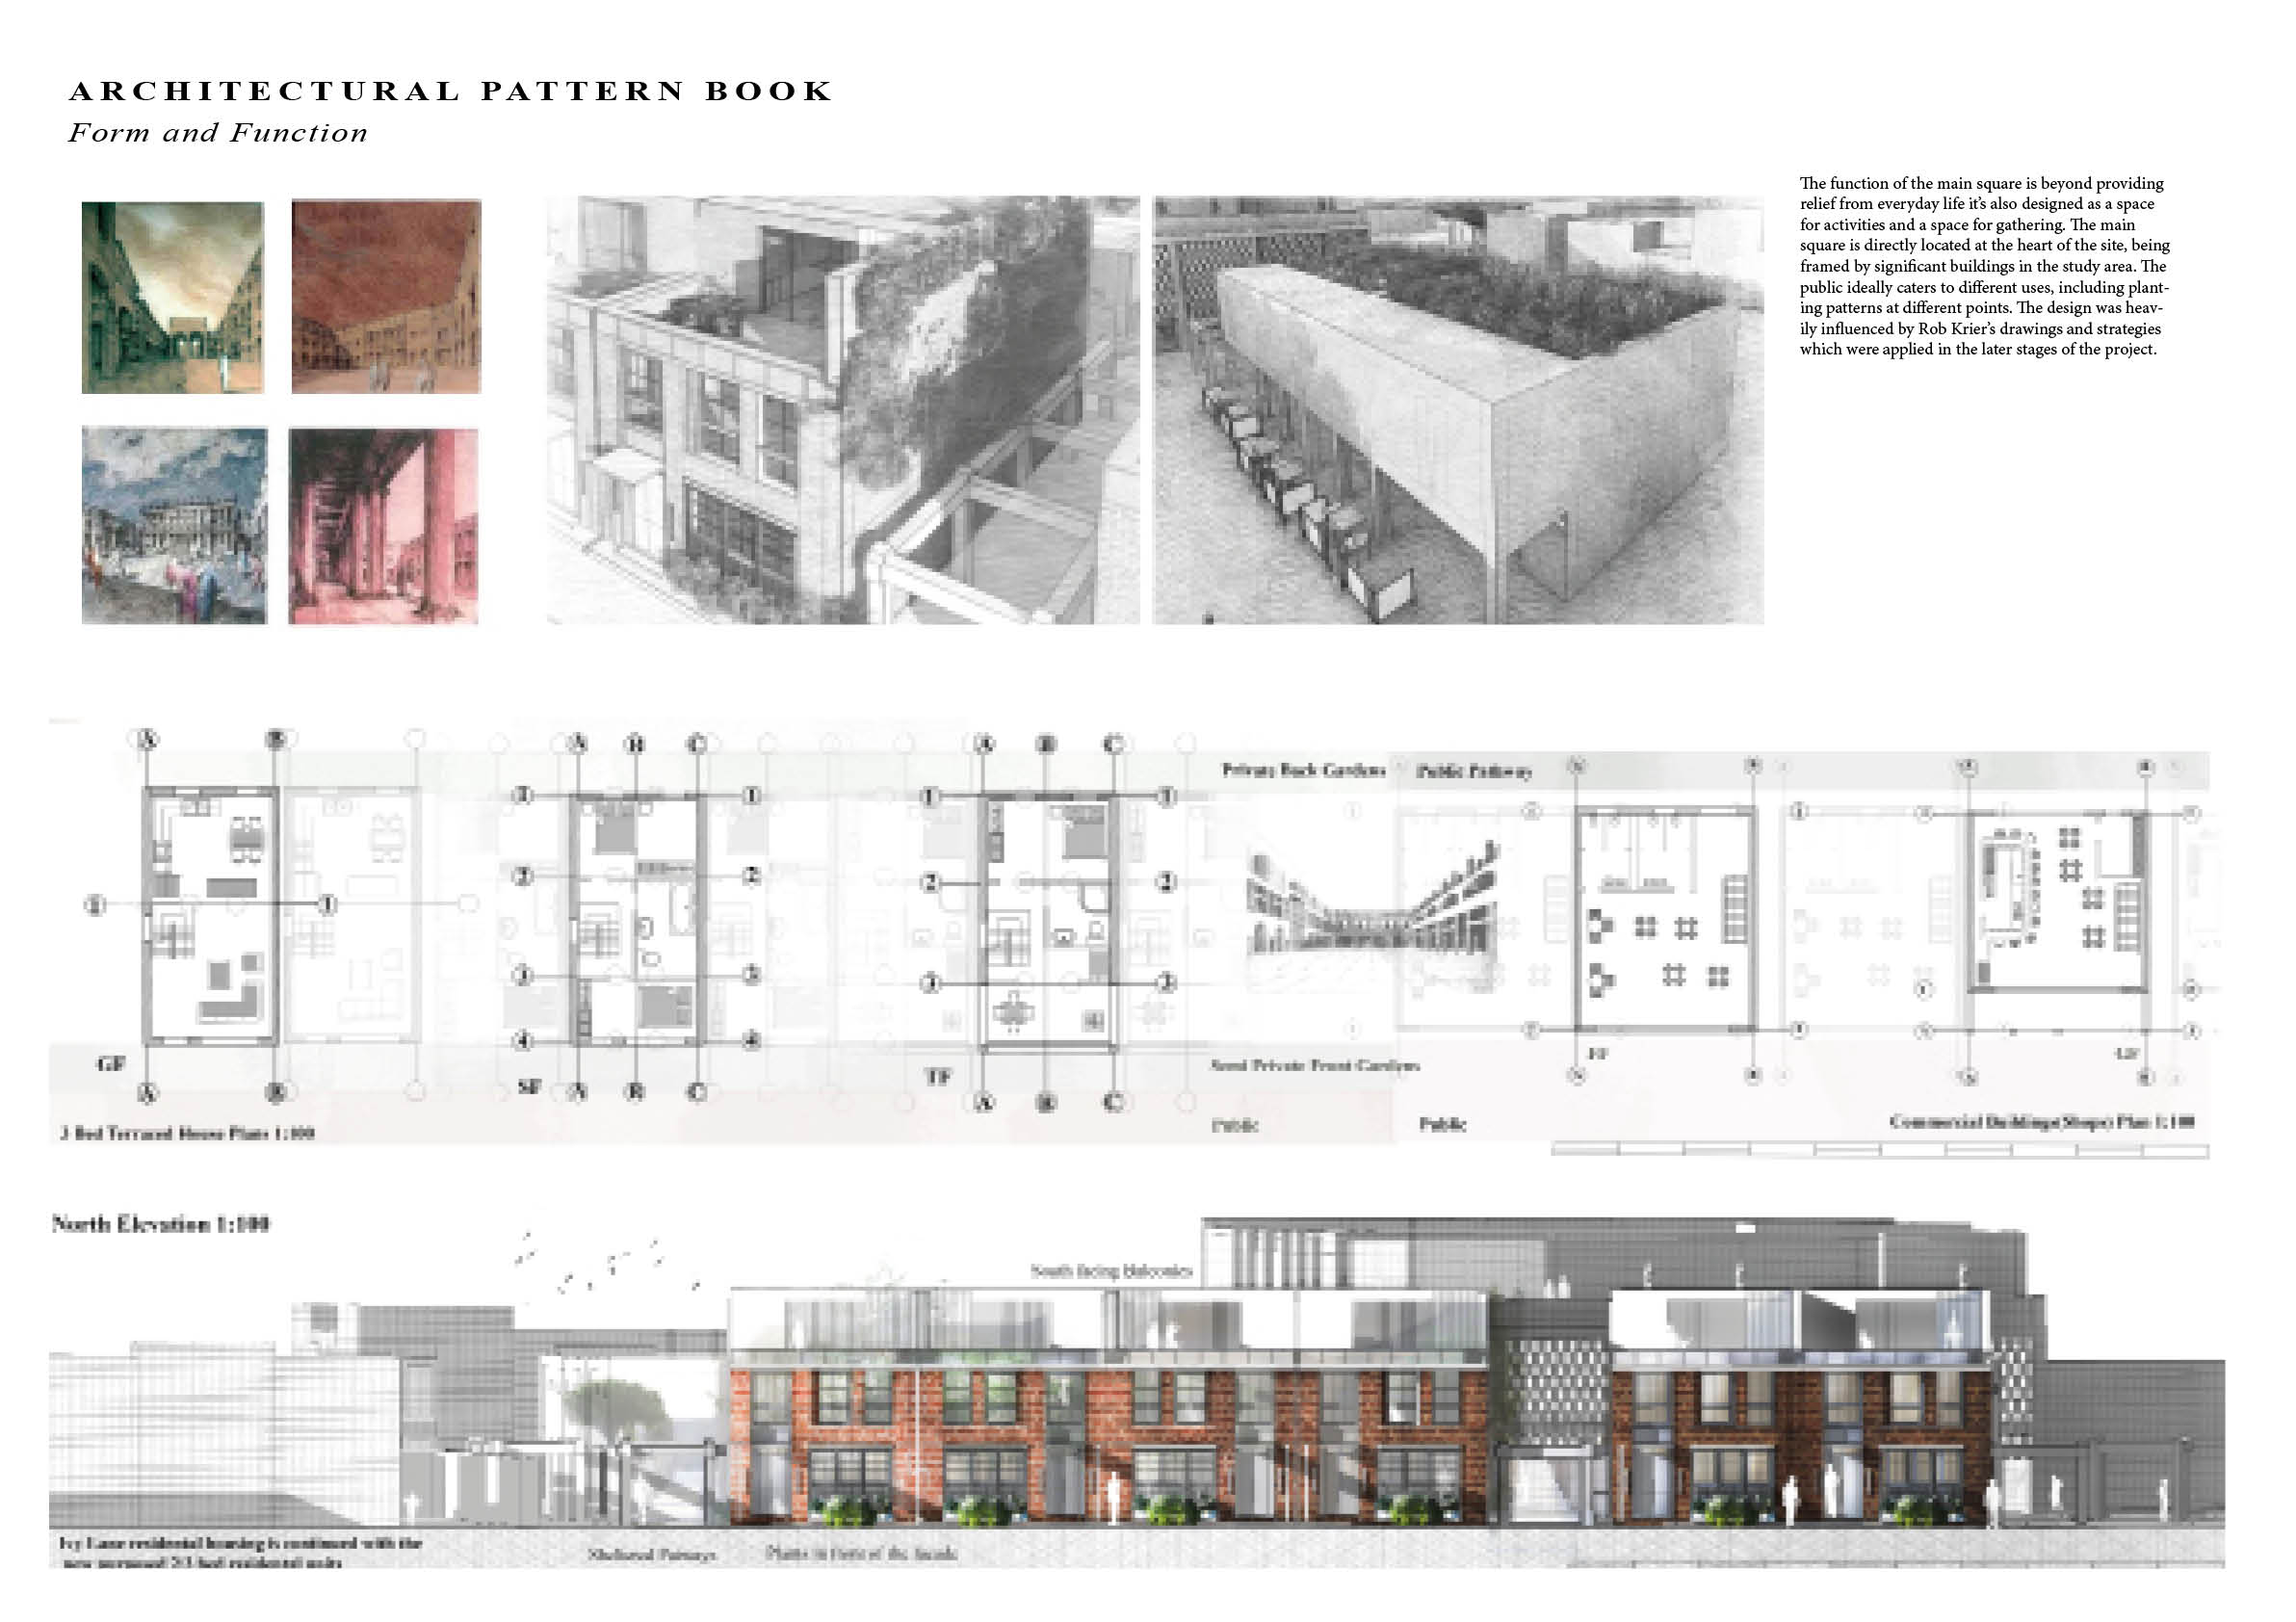 ARCHITECTURAL PATTERN BOOK
Form and Function
The function of the main square is beyond providing
relief from everyday life it's also designed as a space
for activities and a space for gathering. The main
square is directly located at the heart of the site, being
framed by significant buildings in the study area. The
public ideally caters to different uses, including plant-
ing patterns at different points. The design was heav-
ily influenced by Rob Krier's drawings and strategies
which were applied in the later stages of the project.
A B A B C A B C
Private Back Gardens Public Pathway
1 1 1 1
2 2 2 2
1 1
3 3 3 3
4 4
GF SF TF
Semi Private Front Gardens
A B A B C A B C
Bed Terraced House Plans 1:100
Public Public
Commercial Buildings(Shops) Plan 1:100
North Elevation 1:100
South facing Balconies
Ivy Lane residential housing is continued with the
new proposed 2/3 bed residential units
Sheltered
Plants in front of the facade